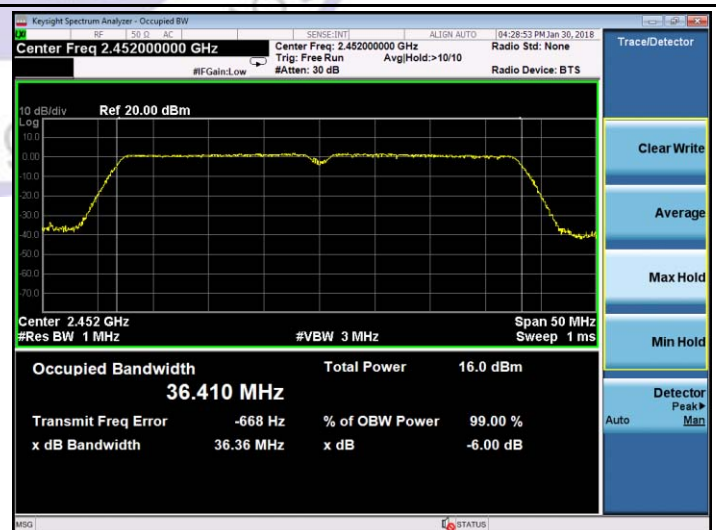 Keysight Spectrum Analyzer - Occupied BW
RF 50 Ω AC SENSE:INT ALIGN AUTO 04:28:53 PM Jan 30, 2018
Center Freq 2.452000000 GHz Center Freq: 2.452000000 GHz Radio Std: None
Trig: Free Run Avg|Hold:>10/10
#IFGain:Low #Atten: 30 dB Radio Device: BTS
Trace/Detector
10 dB/div Ref 20.00 dBm
Log
10.0
0.00
-10.0
-20.0
-30.0
-40.0
-50.0
-60.0
-70.0
Center 2.452 GHz Span 50 MHz
#Res BW 1 MHz #VBW 3 MHz Sweep 1 ms
Occupied Bandwidth Total Power 16.0 dBm
36.410 MHz
Transmit Freq Error -668 Hz % of OBW Power 99.00 %
x dB Bandwidth 36.36 MHz x dB -6.00 dB
Clear Write
Average
Max Hold
Min Hold
Detector
Peak▶
Auto Man
MSG STATUS